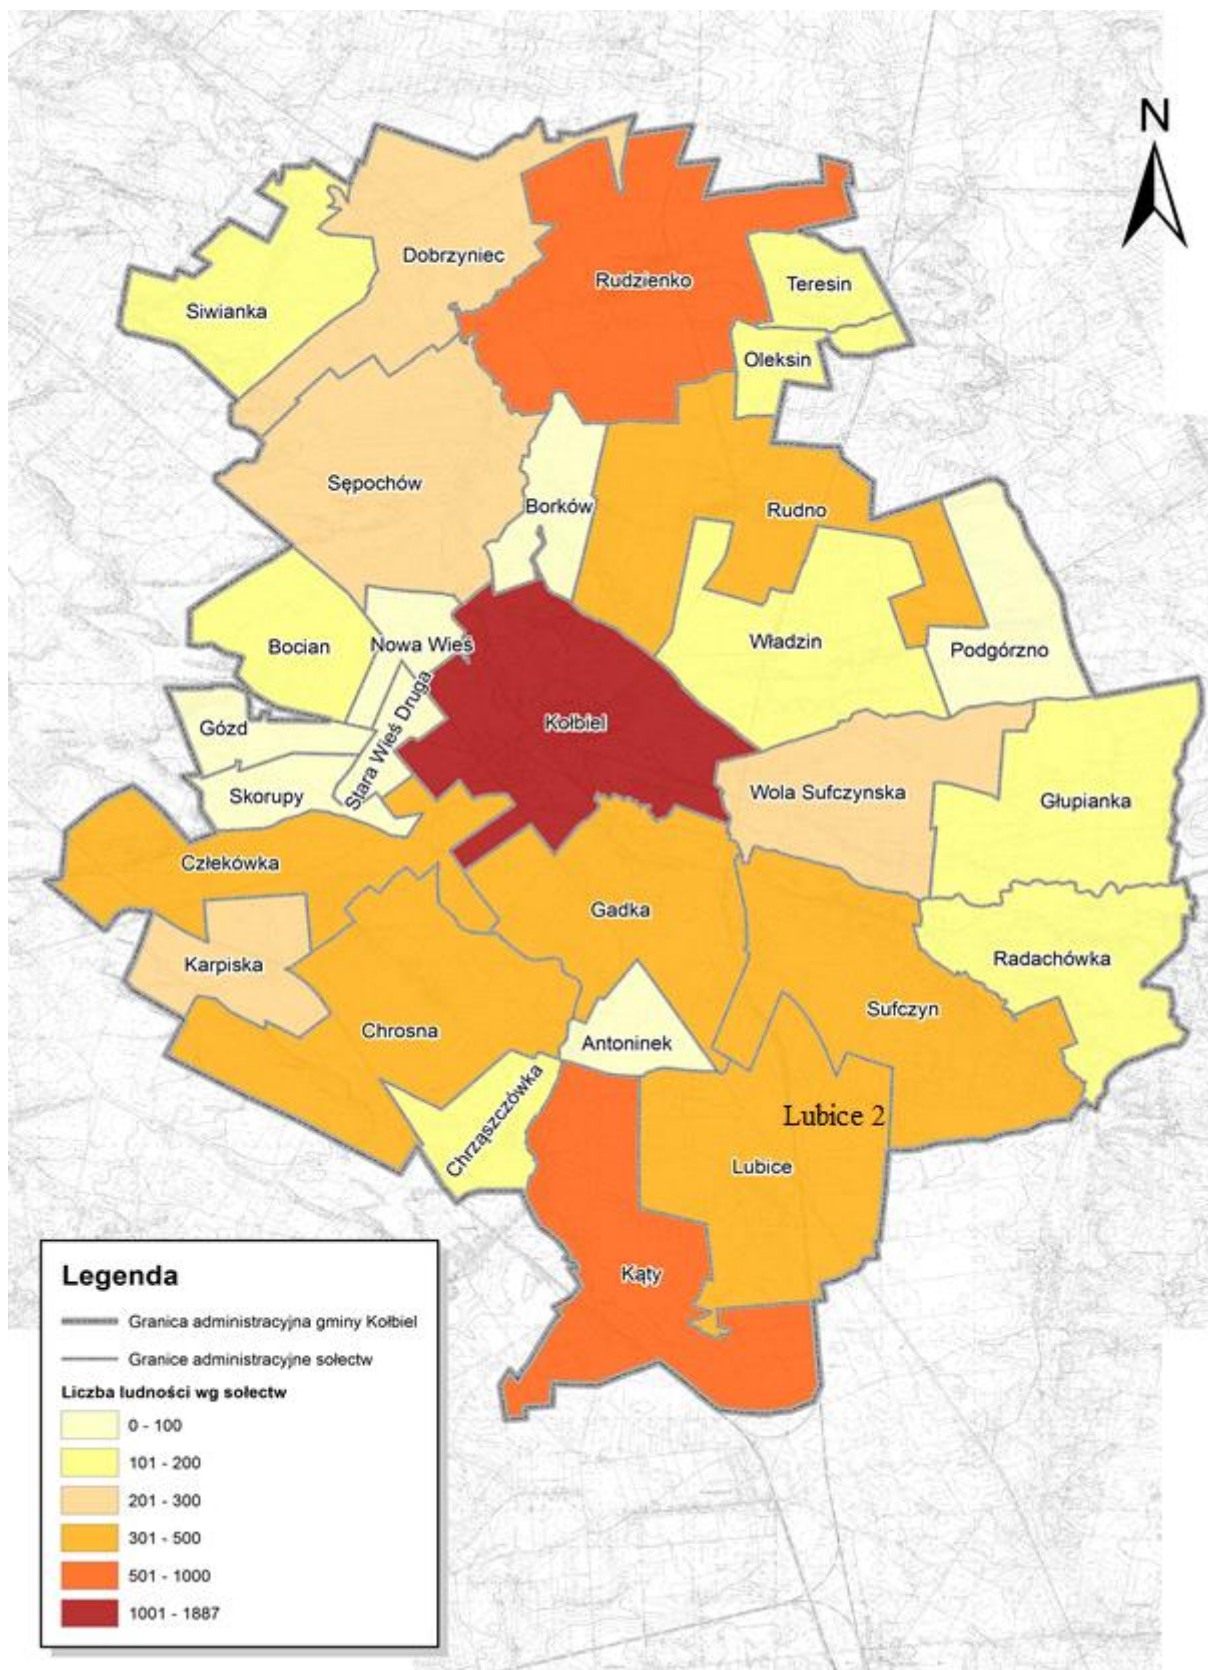 N
Dobrzyniec
Rudzienko
Teresin
Siwianka
Oleksin
Sępochów
Borków
Rudno
Bocian
Nowa Wieś
Władzin
Podgórzno
Gózd
Stara Wieś Druga
Kołbiel
Skorupy
Wola Sufczynska
Głupianka
Człekówka
Gadka
Karpiska
Radachówka
Chrosna
Sufczyn
Antoninek
Chrząszczówka
Lubice 2
Lubice
Kąty
Legenda
Granica administracyjna gminy Kołbiel
Granice administracyjne sołectw
Liczba ludności wg sołectw
0 - 100
101 - 200
201 - 300
301 - 500
501 - 1000
1001 - 1887